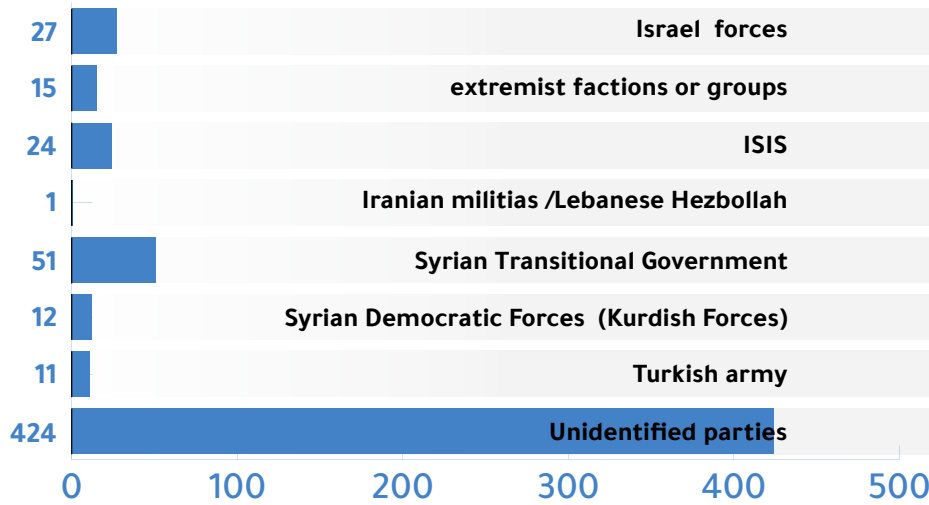 27 Israel forces
15 extremist factions or groups
24 ISIS
1 Iranian militias /Lebanese Hezbollah
51 Syrian Transitional Government
12 Syrian Democratic Forces (Kurdish Forces)
11 Turkish army
424 Unidentified parties
0 100 200 300 400 500